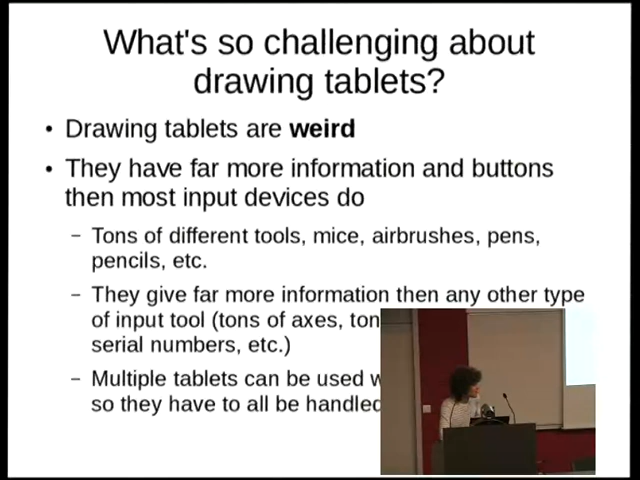 What's so challenging about
drawing tablets?
• Drawing tablets are weird
• They have far more information and buttons
then most input devices do
– Tons of different tools, mice, airbrushes, pens,
pencils, etc.
– They give far more information then any other type
of input tool (tons of axes,
serial numbers, etc.)
– Multiple tablets can be used
so they have to all be handled